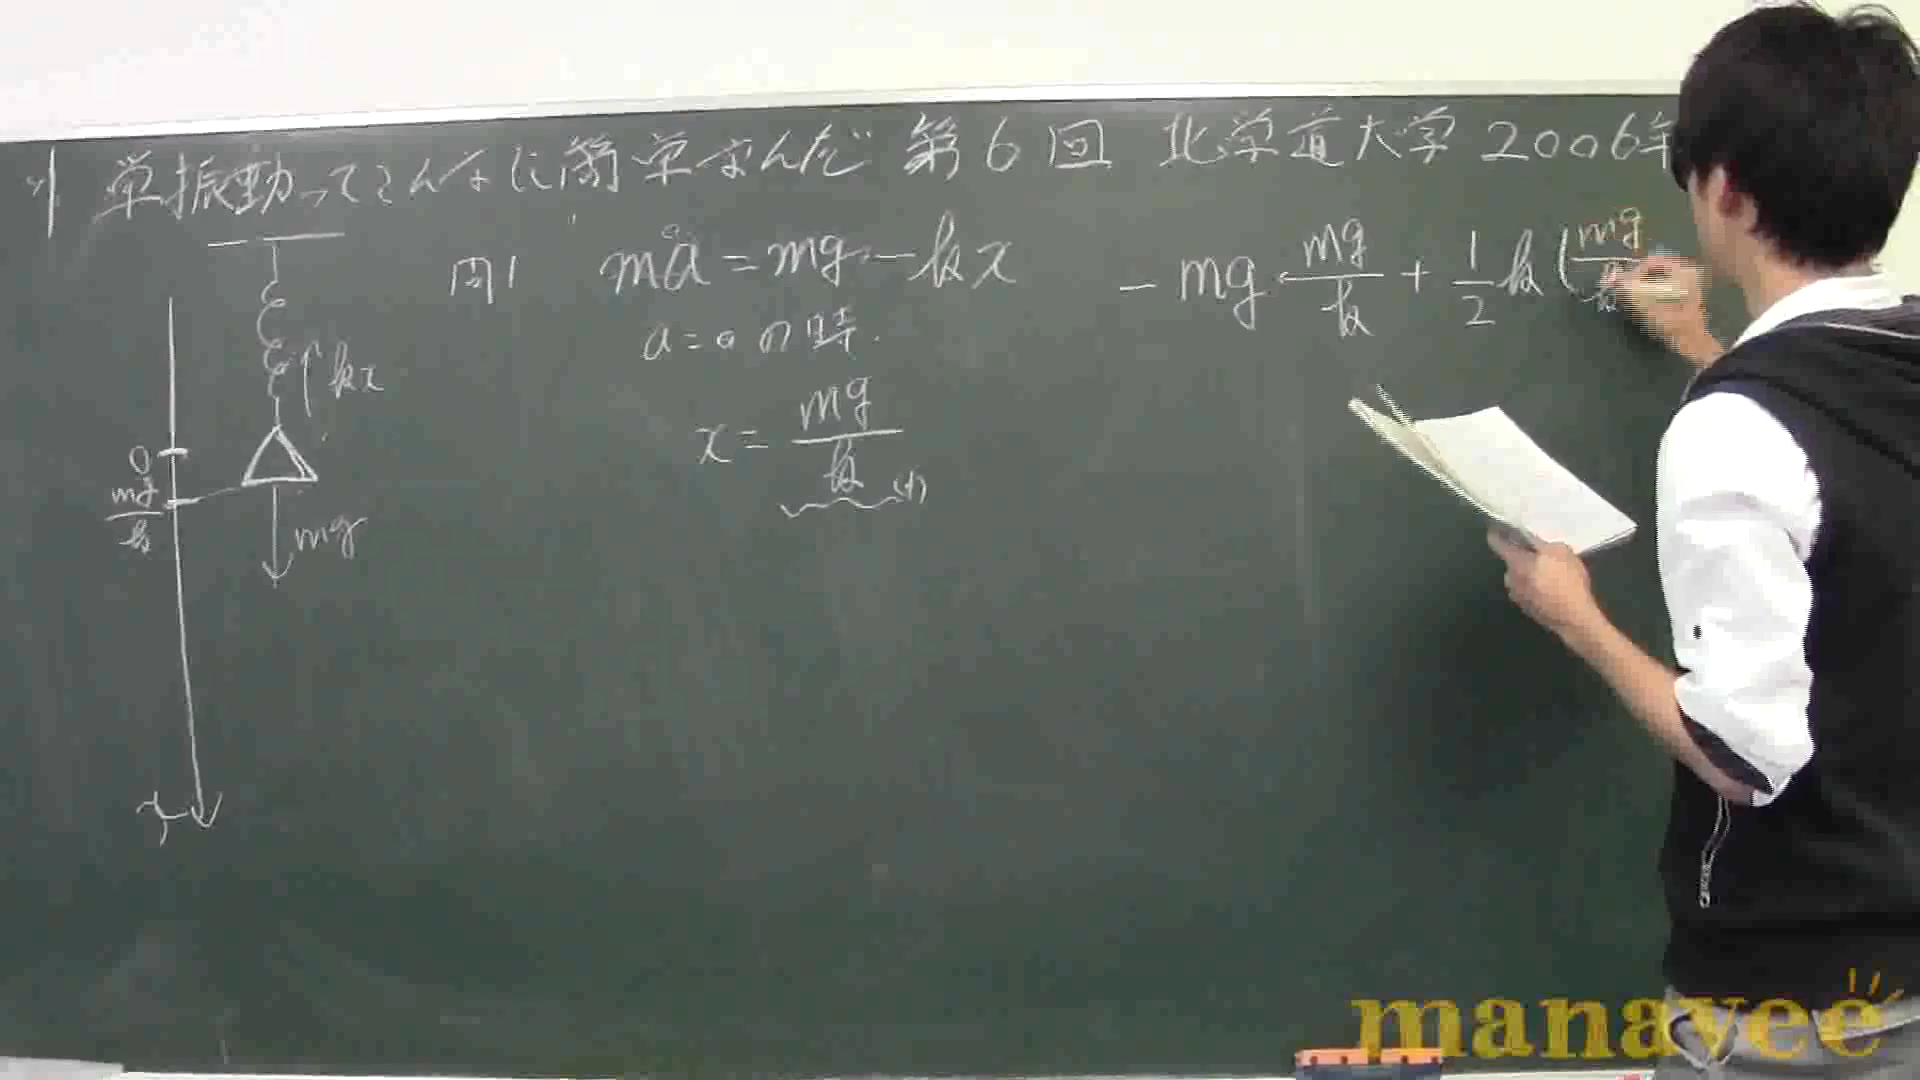 単振動ってこんなに簡単なんだ 第6回 北海道大学 2006年
問1 ma = mg - kx
a = 0 の時.
x = mg/k (1)
-mg · mg/k + 1/2 k (mg/k
kx
0
mg/k
mg
x
manavee